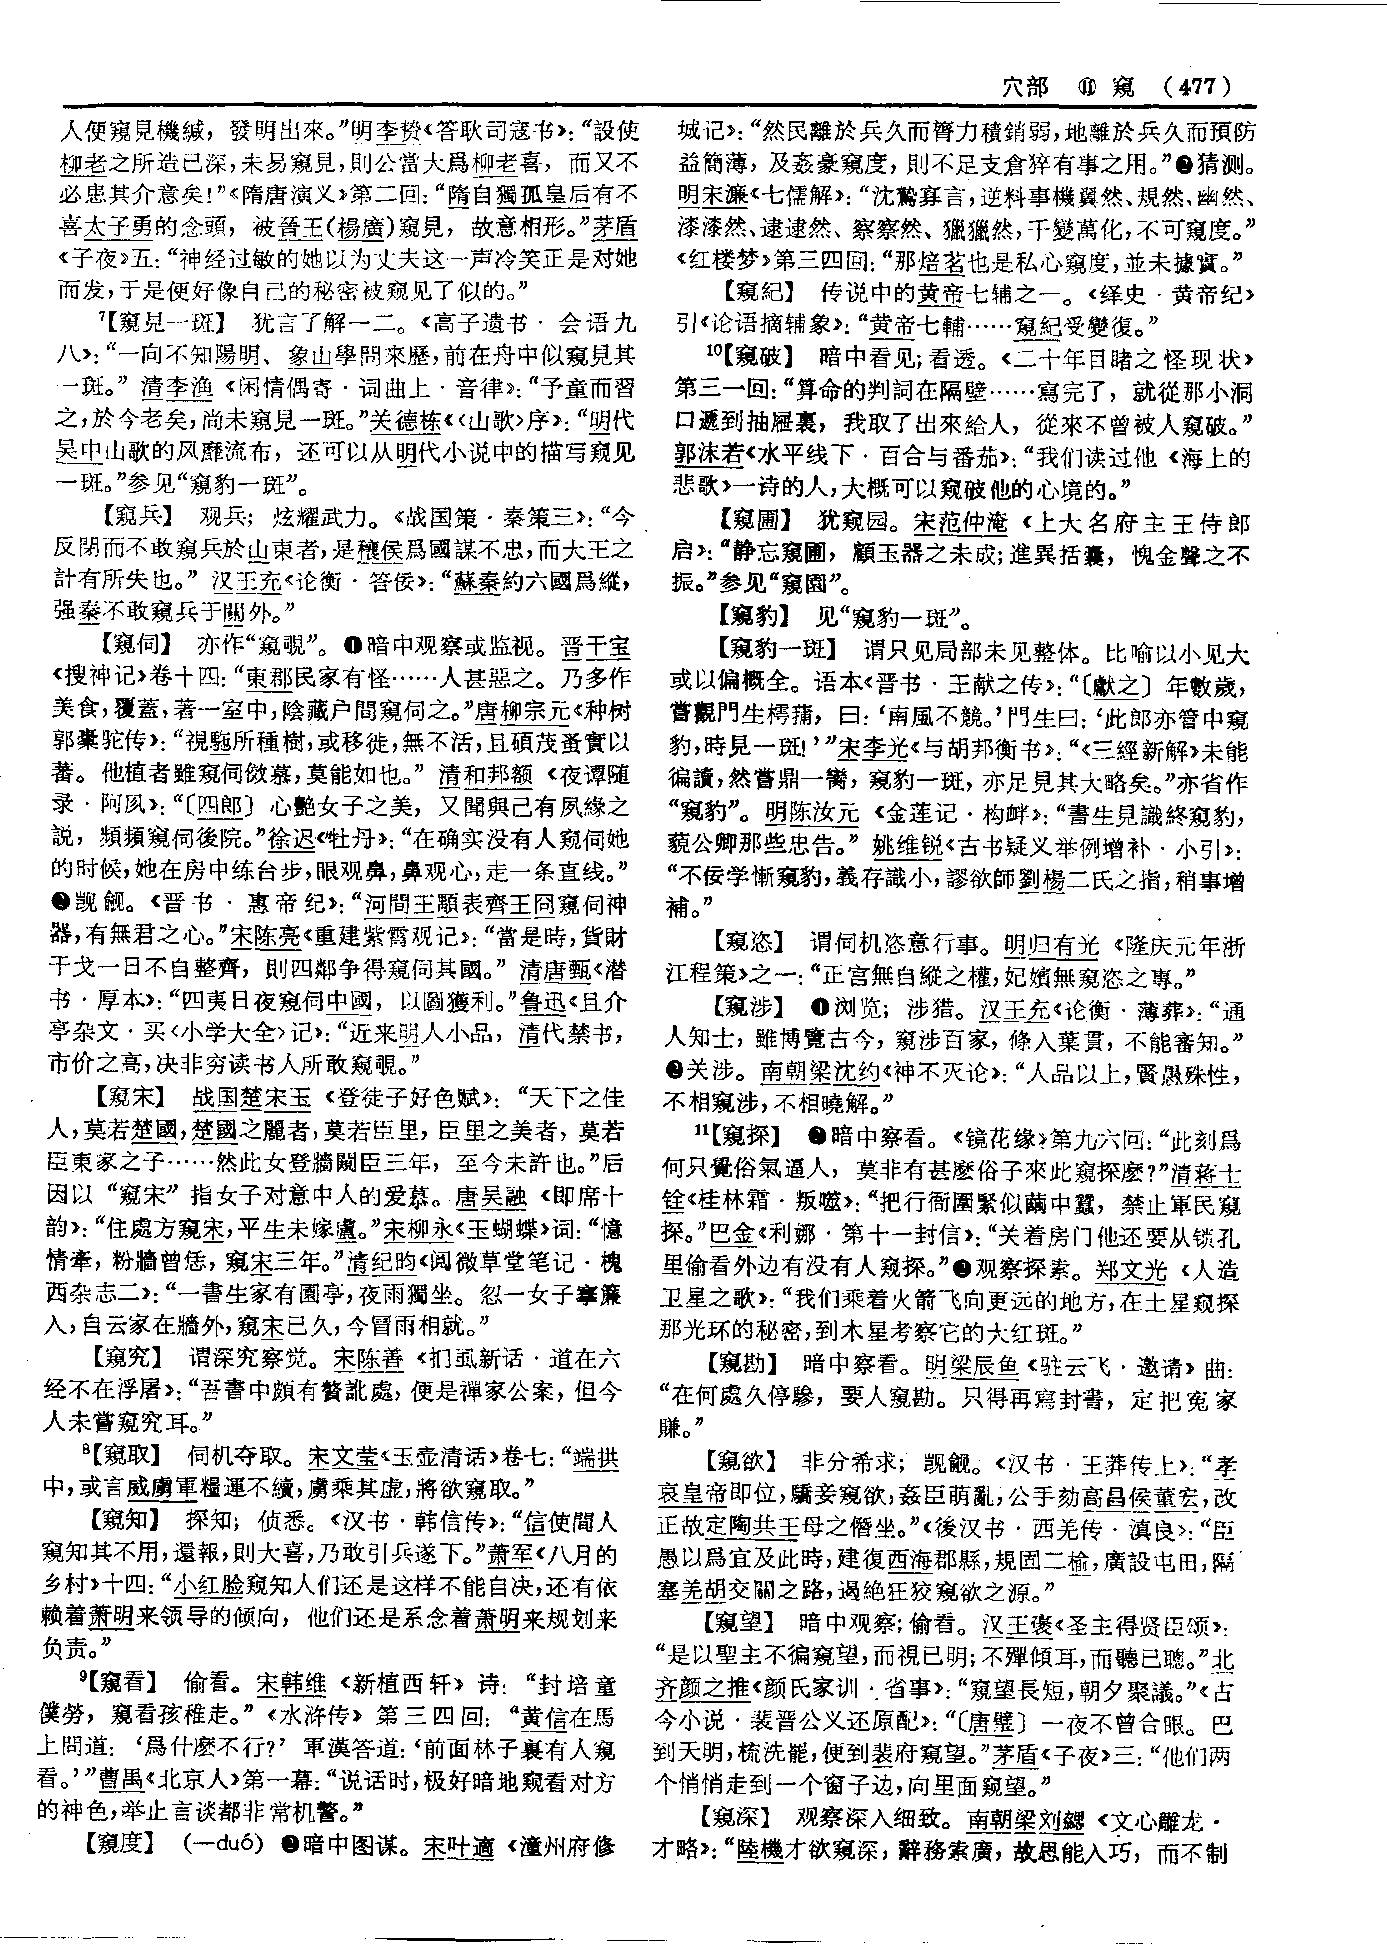 穴部 ⑪ 窺 (477)
人便窺見機緘，發明出來。”明李贄《答耿司寇书》：“設使
柳老之所造已深，未易窺見，則公當大爲柳老喜，而又不
必患其介意矣！”《隋唐演义》第二回：“隋自獨孤皇后有不
喜太子勇的念頭，被晉王(楊廣)窺見，故意相形。”茅盾
《子夜》五：“神经过敏的她以为丈夫这一声冷笑正是对她
而发，于是便好像自己的秘密被窥见了似的。”
7【窺見一斑】 犹言了解一二。《高子遗书·会语九
八》：“一向不知陽明、象山學問來歷，前在舟中似窺見其
一斑。”清李渔《闲情偶寄·词曲上·音律》：“予童而習
之，於今老矣，尚未窺見一斑。”关德栋《〈山歌〉序》：“明代
吴中山歌的风靡流布，还可以从明代小说中的描写窥见
一斑。”参见“窺豹一斑”。
【窺兵】 观兵；炫耀武力。《战国策·秦策三》：“今
反閉而不敢窺兵於山東者，是穰侯爲國謀不忠，而大王之
計有所失也。”汉王充《论衡·答佞》：“蘇秦約六國爲縱，
强秦不敢窺兵于關外。”
【窺伺】 亦作“窺覗”。❶暗中观察或监视。晋干宝
《搜神记》卷十四：“東郡民家有怪……人甚惡之。乃多作
美食，覆蓋，著一室中，陰藏户間窺伺之。”唐柳宗元《种树
郭橐驼传》：“視駝所種樹，或移徙，無不活，且碩茂蚤實以
蕃。他植者雖窺伺傚慕，莫能如也。”清和邦额《夜谭随
录·阿凤》：“〔四郎〕心艷女子之美，又聞與己有夙緣之
説，頻頻窺伺後院。”徐迟《牡丹》：“在确实没有人窥伺她
的时候，她在房中练台步，眼观鼻，鼻观心，走一条直线。”
❷觊觎。《晋书·惠帝纪》：“河間王顒表齊王冏窺伺神
器，有無君之心。”宋陈亮《重建紫霄观记》：“當是時，貨財
干戈一日不自整齊，則四鄰争得窺伺其國。”清唐甄《潜
书·厚本》：“四夷日夜窺伺中國，以圖獲利。”鲁迅《且介
亭杂文·买〈小学大全〉记》：“近来明人小品，清代禁书，
市价之高，决非穷读书人所敢窥覗。”
【窺宋】 战国楚宋玉《登徒子好色赋》：“天下之佳
人，莫若楚國，楚國之麗者，莫若臣里，臣里之美者，莫若
臣東家之子……然此女登牆闚臣三年，至今未許也。”后
因以“窺宋”指女子对意中人的爱慕。唐吴融《即席十
韵》：“住處方窺宋，平生未嫁盧。”宋柳永《玉蝴蝶》词：“憶
情牽，粉牆曾恁，窺宋三年。”清纪昀《阅微草堂笔记·槐
西杂志二》：“一書生家有園亭，夜雨獨坐。忽一女子搴簾
入，自云家在牆外，窺宋已久，今冒雨相就。”
【窺究】 谓深究察觉。宋陈善《扪虱新话·道在六
经不在浮屠》：“吾書中頗有贅訛處，便是禪家公案，但今
人未嘗窺究耳。”
8【窺取】 伺机夺取。宋文莹《玉壶清话》卷七：“端拱
中，或言威虜軍糧運不續，虜乘其虚，將欲窺取。”
【窺知】 探知；侦悉。《汉书·韩信传》：“信使間人
窺知其不用，還報，則大喜，乃敢引兵遂下。”萧军《八月的
乡村》十四：“小红脸窥知人们还是这样不能自决，还有依
赖着萧明来领导的倾向，他们还是系念着萧明来规划来
负责。”
9【窺看】 偷看。宋韩维《新植西轩》诗：“封培童
僕勞，窺看孩稚走。”《水浒传》第三四回：“黄信在馬
上問道：‘爲什麽不行？’軍漢答道：‘前面林子裏有人窺
看。’”曹禺《北京人》第一幕：“说话时，极好暗地窥看对方
的神色，举止言谈都非常机警。”
【窺度】 (—duó) ❶暗中图谋。宋叶適《潼州府修
城记》：“然民離於兵久而膂力積銷弱，地離於兵久而預防
益簡薄，及姦豪窺度，則不足支倉猝有事之用。”❷猜测。
明宋濂《七儒解》：“沈鷙寡言，逆料事機翼然、規然、幽然、
漆漆然、逮逮然、察察然、獵獵然，千變萬化，不可窺度。”
《红楼梦》第三四回：“那焙茗也是私心窺度，並未據實。”
【窺紀】 传说中的黄帝七辅之一。《绎史·黄帝纪》
引《论语摘辅象》：“黄帝七輔……窺紀受變復。”
10【窺破】 暗中看见；看透。《二十年目睹之怪现状》
第三一回：“算命的判詞在隔壁……寫完了，就從那小洞
口遞到抽屜裏，我取了出來給人，從來不曾被人窺破。”
郭沫若《水平线下·百合与番茄》：“我们读过他《海上的
悲歌》一诗的人，大概可以窥破他的心境的。”
【窺圃】 犹窥园。宋范仲淹《上大名府主王侍郎
启》：“静忘窺圃，顧玉器之未成；進異括囊，愧金聲之不
振。”参见“窺園”。
【窺豹】 见“窺豹一斑”。
【窺豹一斑】 谓只见局部未见整体。比喻以小见大
或以偏概全。语本《晋书·王献之传》：“〔獻之〕年數歲，
嘗觀門生樗蒱，曰：‘南風不競。’門生曰：‘此郎亦管中窺
豹，時見一斑！’”宋李光《与胡邦衡书》：“《三經新解》未能
徧讀，然嘗鼎一臠，窺豹一斑，亦足見其大略矣。”亦省作
“窺豹”。明陈汝元《金莲记·构衅》：“書生見識終窺豹，
藐公卿那些忠告。”姚维锐《古书疑义举例增补·小引》：
“不佞学慚窺豹，義存識小，謬欲師劉楊二氏之指，稍事增
補。”
【窺恣】 谓伺机恣意行事。明归有光《隆庆元年浙
江程策》之一：“正宫無自縱之權，妃嬪無窺恣之專。”
【窺涉】 ❶浏览；涉猎。汉王充《论衡·薄葬》：“通
人知士，雖博覽古今，窺涉百家，條入葉貫，不能審知。”
❷关涉。南朝梁沈约《神不灭论》：“人品以上，賢愚殊性，
不相窺涉，不相曉解。”
11【窺探】 ❶暗中察看。《镜花缘》第九六回：“此刻爲
何只覺俗氣逼人，莫非有甚麽俗子來此窺探麽？”清蒋士
铨《桂林霜·叛噬》：“把行衙圍緊似繭中蠶，禁止軍民窺
探。”巴金《利娜·第十一封信》：“关着房门他还要从锁孔
里偷看外边有没有人窥探。”❷观察探索。郑文光《人造
卫星之歌》：“我们乘着火箭飞向更远的地方，在土星窥探
那光环的秘密，到木星考察它的大红斑。”
【窺勘】 暗中察看。明梁辰鱼《驻云飞·邀请》曲：
“在何處久停驂，要人窺勘。只得再寫封書，定把冤家
賺。”
【窺欲】 非分希求；觊觎。《汉书·王莽传上》：“孝
哀皇帝即位，驕妾窺欲，姦臣萌亂，公手劾高昌侯董宏，改
正故定陶共王母之僭坐。”《後汉书·西羌传·滇良》：“臣
愚以爲宜及此時，建復西海郡縣，規固二榆，廣設屯田，隔
塞羌胡交關之路，遏絶狂狡窺欲之源。”
【窺望】 暗中观察；偷看。汉王褒《圣主得贤臣颂》：
“是以聖主不徧窺望，而視已明；不殫傾耳，而聽已聰。”北
齐颜之推《颜氏家训·省事》：“窺望長短，朝夕聚議。”《古
今小说·裴晋公义还原配》：“〔唐璧〕一夜不曾合眼。巴
到天明，梳洗罷，便到裴府窺望。”茅盾《子夜》三：“他们两
个悄悄走到一个窗子边，向里面窥望。”
【窺深】 观察深入细致。南朝梁刘勰《文心雕龙·
才略》：“陸機才欲窺深，辭務索廣，故思能入巧，而不制